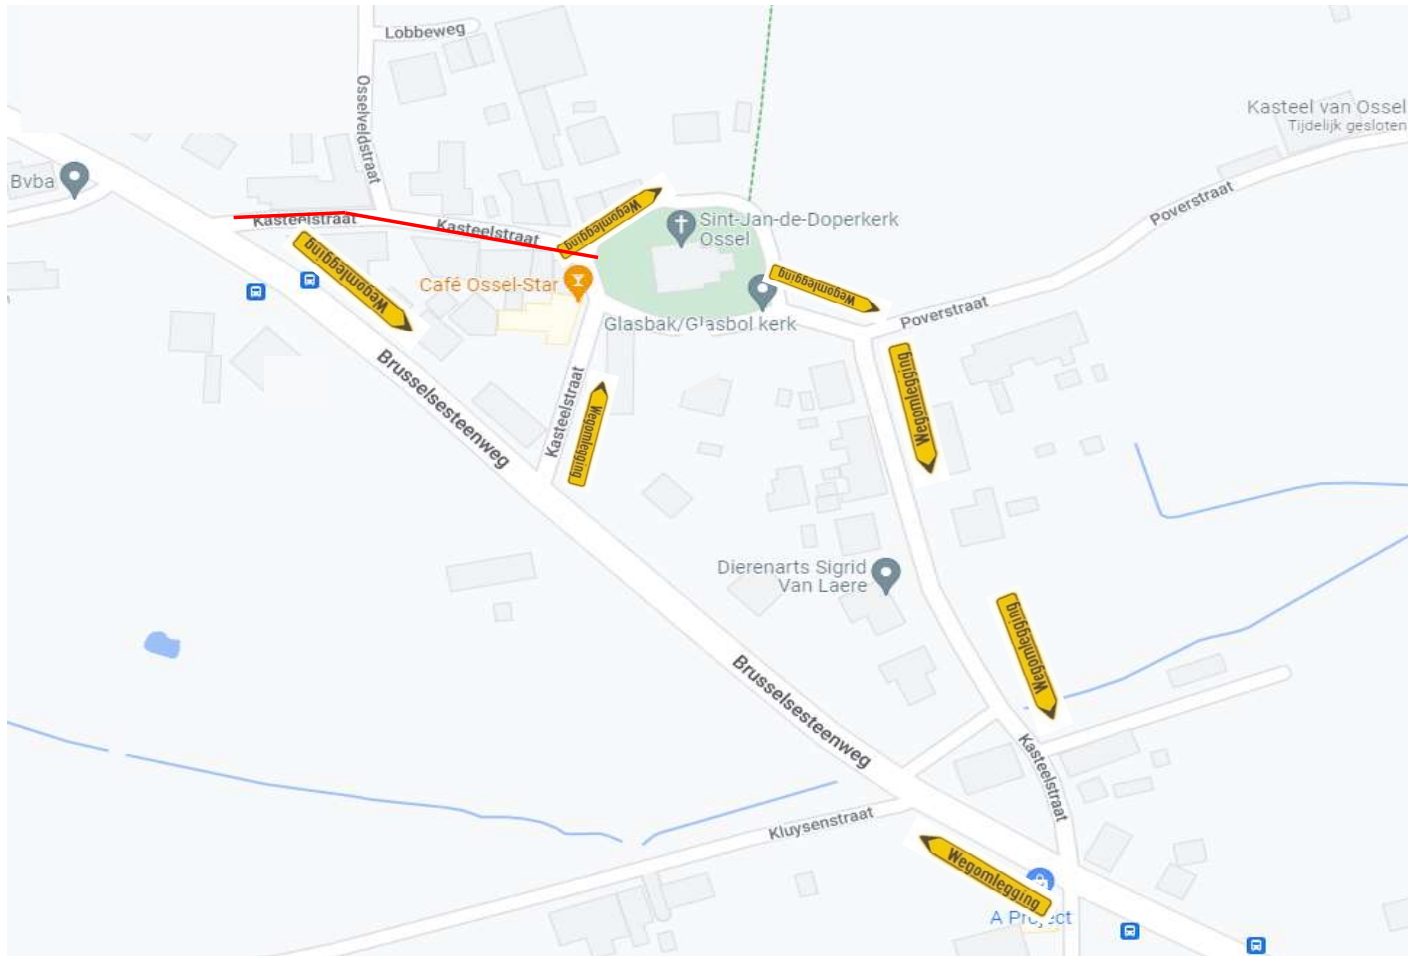 Lobbeweg
Osselveldstraat
Kasteel van Ossel
Tijdelijk gesloten
Bvba
Poverstraat
Kasteelstraat
Kasteelstraat
Wegomlegging
Sint-Jan-de-Doperkerk
Ossel
Wegomlegging
Café Ossel-Star
Wegomlegging
Glasbak/Glasbol kerk
Poverstraat
Brusselsesteenweg
Kasteelstraat
Wegomlegging
Wegomlegging
Dierenarts Sigrid
Van Laere
Wegomlegging
Brusselsesteenweg
Kasteelstraat
Kluysenstraat
Wegomlegging
A Project